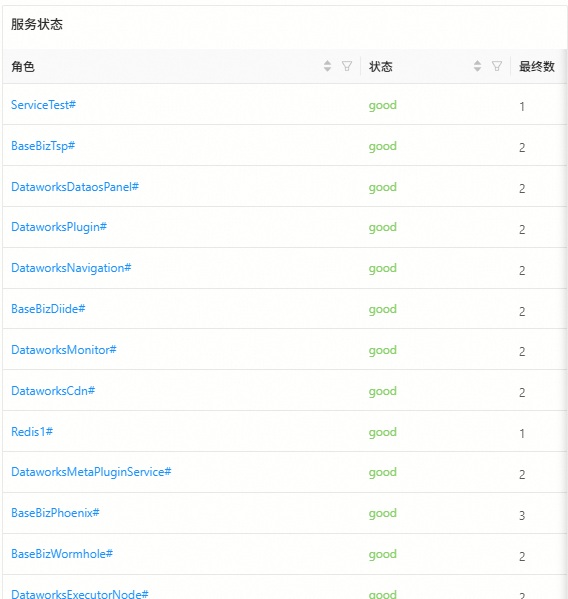 服务状态
角色 状态 最终数
ServiceTest# good 1
BaseBizTsp# good 2
DataworksDataosPanel# good 2
DataworksPlugin# good 2
DataworksNavigation# good 2
BaseBizDiide# good 2
DataworksMonitor# good 2
DataworksCdn# good 2
Redis1# good 1
DataworksMetaPluginService# good 2
BaseBizPhoenix# good 3
BaseBizWormhole# good 2
DataworksExecutorNode# good 2